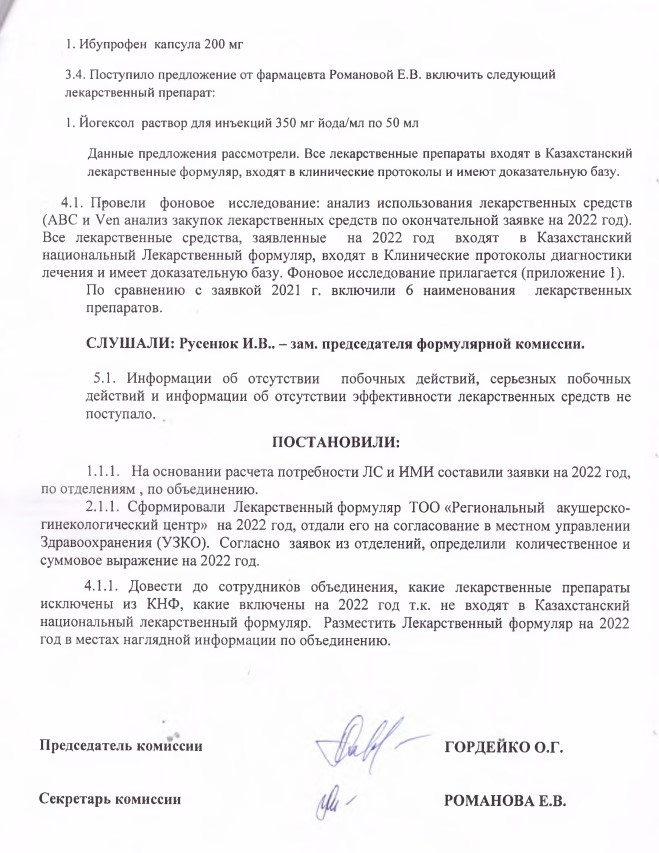 1. Ибупрофен капсула 200 мг
3.4. Поступило предложение от фармацевта Романовой Е.В. включить следующий
лекарственный препарат:
1. Йогексол раствор для инъекций 350 мг йода/мл по 50 мл
Данные предложения рассмотрели. Все лекарственные препараты входят в Казахстанский
лекарственные формуляр, входят в клинические протоколы и имеют доказательную базу.
4.1. Провели фоновое исследование: анализ использования лекарственных средств
(ABC и Ven анализ закупок лекарственных средств по окончательной заявке на 2022 год).
Все лекарственные средства, заявленные на 2022 год входят в Казахстанский
национальный Лекарственный формуляр, входят в Клинические протоколы диагностики
лечения и имеет доказательную базу. Фоновое исследование прилагается (приложение 1).
По сравнению с заявкой 2021 г. включили 6 наименования лекарственных
препаратов.
СЛУШАЛИ: Русенюк И.В.. – зам. председателя формулярной комиссии.
5.1. Информации об отсутствии побочных действий, серьезных побочных
действий и информации об отсутствии эффективности лекарственных средств не
поступало.
ПОСТАНОВИЛИ:
1.1.1. На основании расчета потребности ЛС и ИМИ составили заявки на 2022 год,
по отделениям , по объединению.
2.1.1. Сформировали Лекарственный формуляр ТОО «Региональный акушерско-
гинекологический центр» на 2022 год, отдали его на согласование в местном управлении
Здравоохранения (УЗКО). Согласно заявок из отделений, определили количественное и
суммовое выражение на 2022 год.
4.1.1. Довести до сотрудников объединения, какие лекарственные препараты
исключены из КНФ, какие включены на 2022 год т.к. не входят в Казахстанский
национальный лекарственный формуляр. Разместить Лекарственный формуляр на 2022
год в местах наглядной информации по объединению.
Председатель комиссии ГОРДЕЙКО О.Г.
Секретарь комиссии РОМАНОВА Е.В.